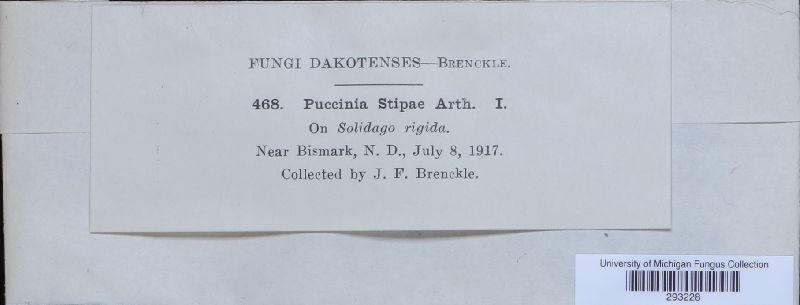 FUNGI DAKOTENSES—BRENCKLE.
468. Puccinia Stipae Arth. I.
On Solidago rigida.
Near Bismark, N. D., July 8, 1917.
Collected by J. F. Brenckle.
University of Michigan Fungus Collection
293226